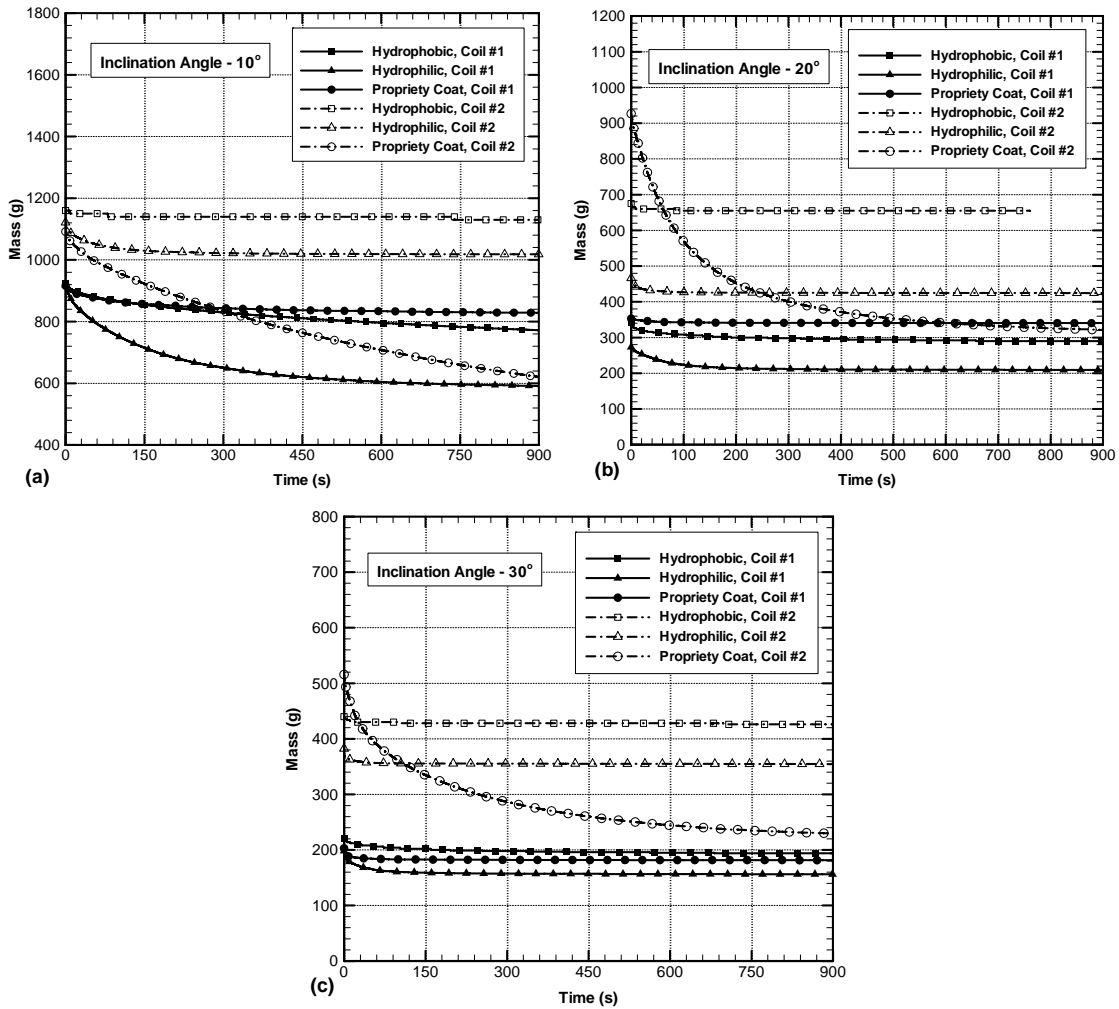 1800
1600
1400
1200
1000
800
600
400
Mass (g)
Inclination Angle - 10°
Hydrophobic, Coil #1
Hydrophilic, Coil #1
Propriety Coat, Coil #1
Hydrophobic, Coil #2
Hydrophilic, Coil #2
Propriety Coat, Coil #2
0 150 300 450 600 750 900
Time (s)
(a)
1200
1100
1000
900
800
700
600
500
400
300
200
100
0
Mass (g)
Inclination Angle - 20°
Hydrophobic, Coil #1
Hydrophilic, Coil #1
Propriety Coat, Coil #1
Hydrophobic, Coil #2
Hydrophilic, Coil #2
Propriety Coat, Coil #2
0 100 200 300 400 500 600 700 800 900
Time (s)
(b)
800
700
600
500
400
300
200
100
0
Mass (g)
Inclination Angle - 30°
Hydrophobic, Coil #1
Hydrophilic, Coil #1
Propriety Coat, Coil #1
Hydrophobic, Coil #2
Hydrophilic, Coil #2
Propriety Coat, Coil #2
0 150 300 450 600 750 900
Time (s)
(c)